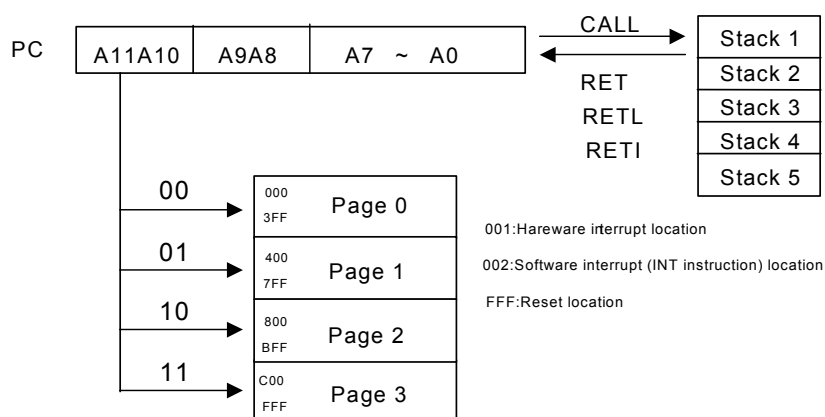 PC
A11A10 A9A8 A7 ~ A0
CALL
RET
RETL
RETI
Stack 1
Stack 2
Stack 3
Stack 4
Stack 5
00
000
3FF
Page 0
01
400
7FF
Page 1
10
800
BFF
Page 2
11
C00
FFF
Page 3
001:Hareware interrupt location
002:Software interrupt (INT instruction) location
FFF:Reset location